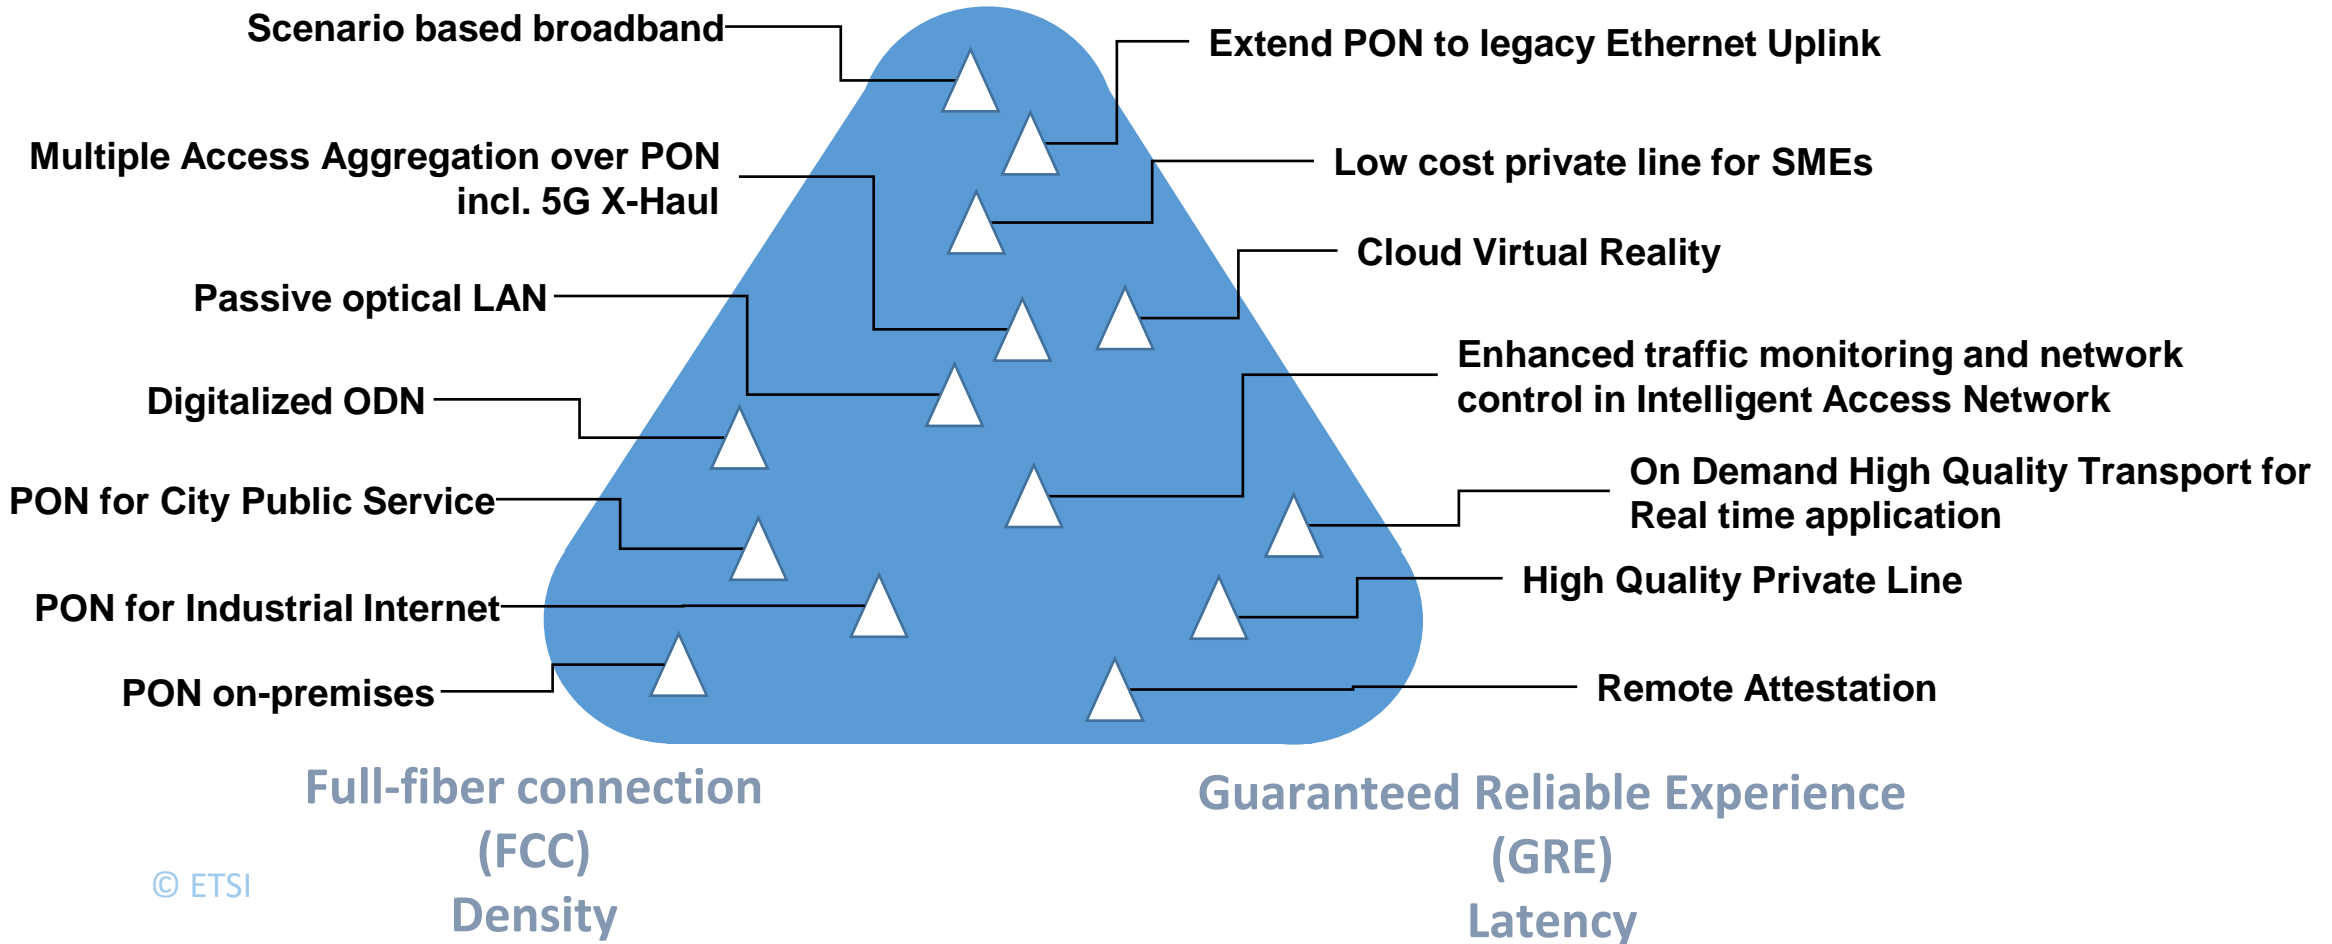 Scenario based broadband
Extend PON to legacy Ethernet Uplink
Multiple Access Aggregation over PON
incl. 5G X-Haul
Low cost private line for SMEs
Cloud Virtual Reality
Passive optical LAN
Enhanced traffic monitoring and network
control in Intelligent Access Network
Digitalized ODN
On Demand High Quality Transport for
Real time application
PON for City Public Service
High Quality Private Line
PON for Industrial Internet
PON on-premises
Remote Attestation
Full-fiber connection
(FCC)
Density
Guaranteed Reliable Experience
(GRE)
Latency
© ETSI